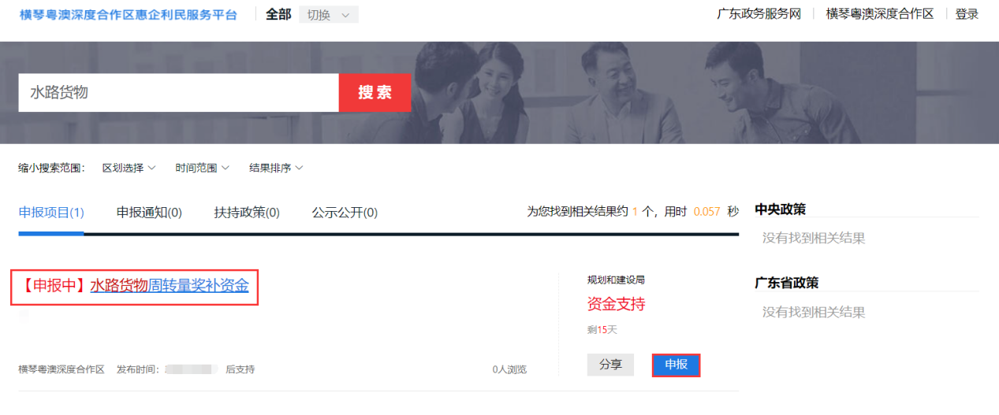 横琴粤澳深度合作区惠企利民服务平台 全部 切换 广东政务服务网 横琴粤澳深度合作区 登录
水路货物 搜索
缩小搜索范围: 区划选择 时间范围 结果排序
申报项目(1) 申报通知(0) 扶持政策(0) 公示公开(0) 为您找到相关结果约 1 个，用时 0.057 秒
中央政策
没有找到相关结果
【申报中】水路货物周转量奖补资金
规划和建设局
资金支持
剩15天
广东省政策
没有找到相关结果
分享 申报
横琴粤澳深度合作区 发布时间: 后支持 0人浏览